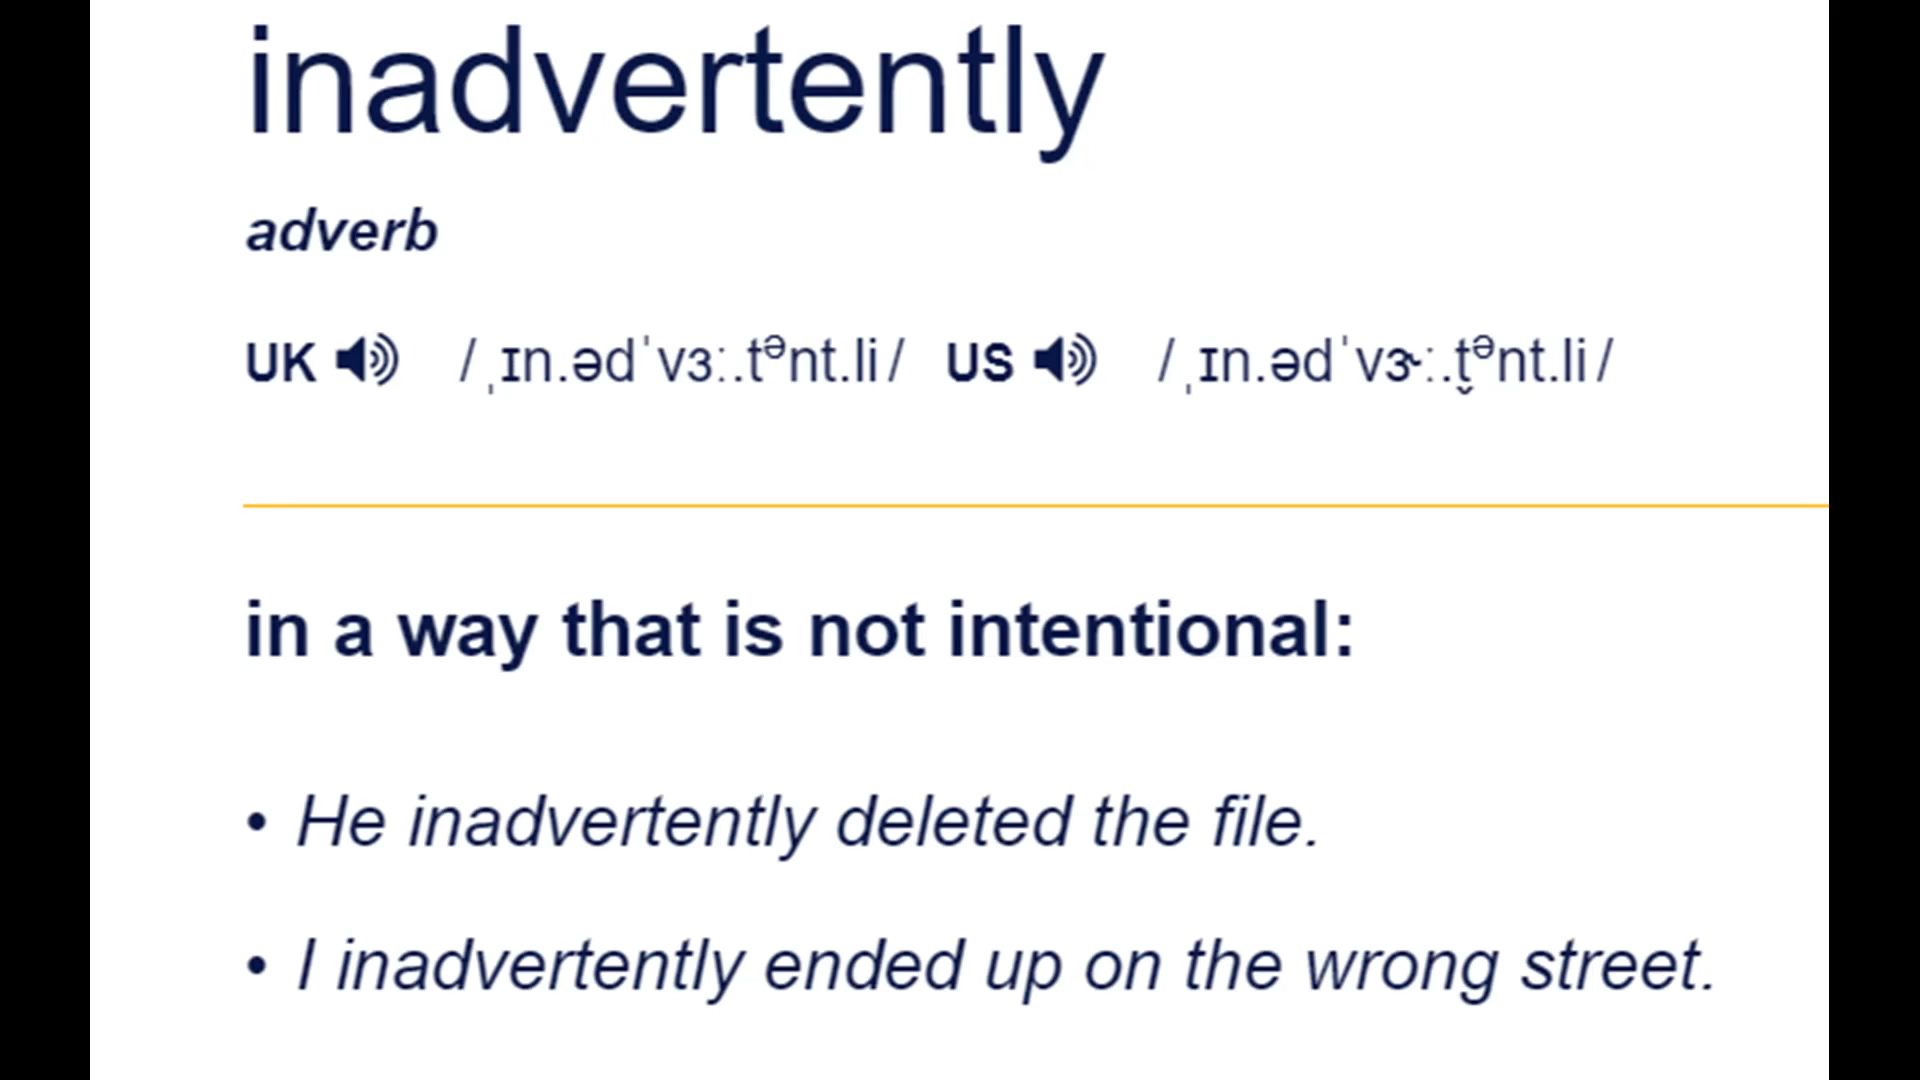 inadvertently
adverb
UK /ˌɪn.ədˈvɜː.tᵊnt.li/ US /ˌɪn.ədˈvɝː.t̬ᵊnt.li/
in a way that is not intentional:
• He inadvertently deleted the file.
• I inadvertently ended up on the wrong street.